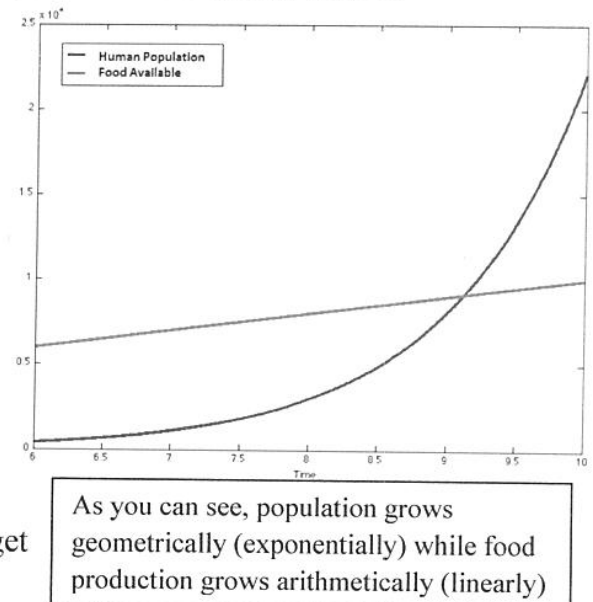 2.5 x 10⁴
Human Population
Food Available
2
1 5
1
0 5
0
6
6 5
7
7.5
8
8 5
9
9 5
10
Time
As you can see, population grows
get geometrically (exponentially) while food
production grows arithmetically (linearly)